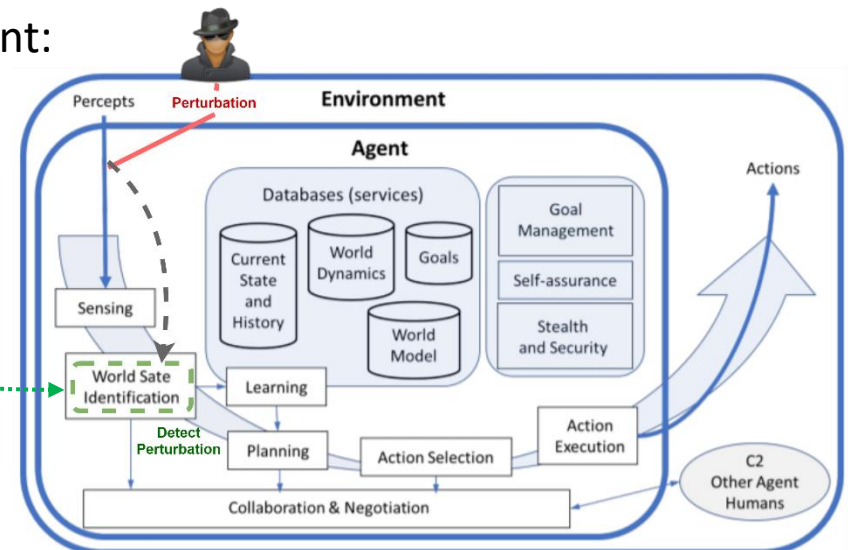 nt:
Percepts
Perturbation
Environment
Agent
Actions
Databases (services)
Current
State
and
History
World
Dynamics
Goals
World
Model
Goal
Management
Self-assurance
Stealth
and Security
Sensing
World Sate
Identification
Detect
Perturbation
Learning
Planning
Action Selection
Action
Execution
Collaboration & Negotiation
C2
Other Agent
Humans